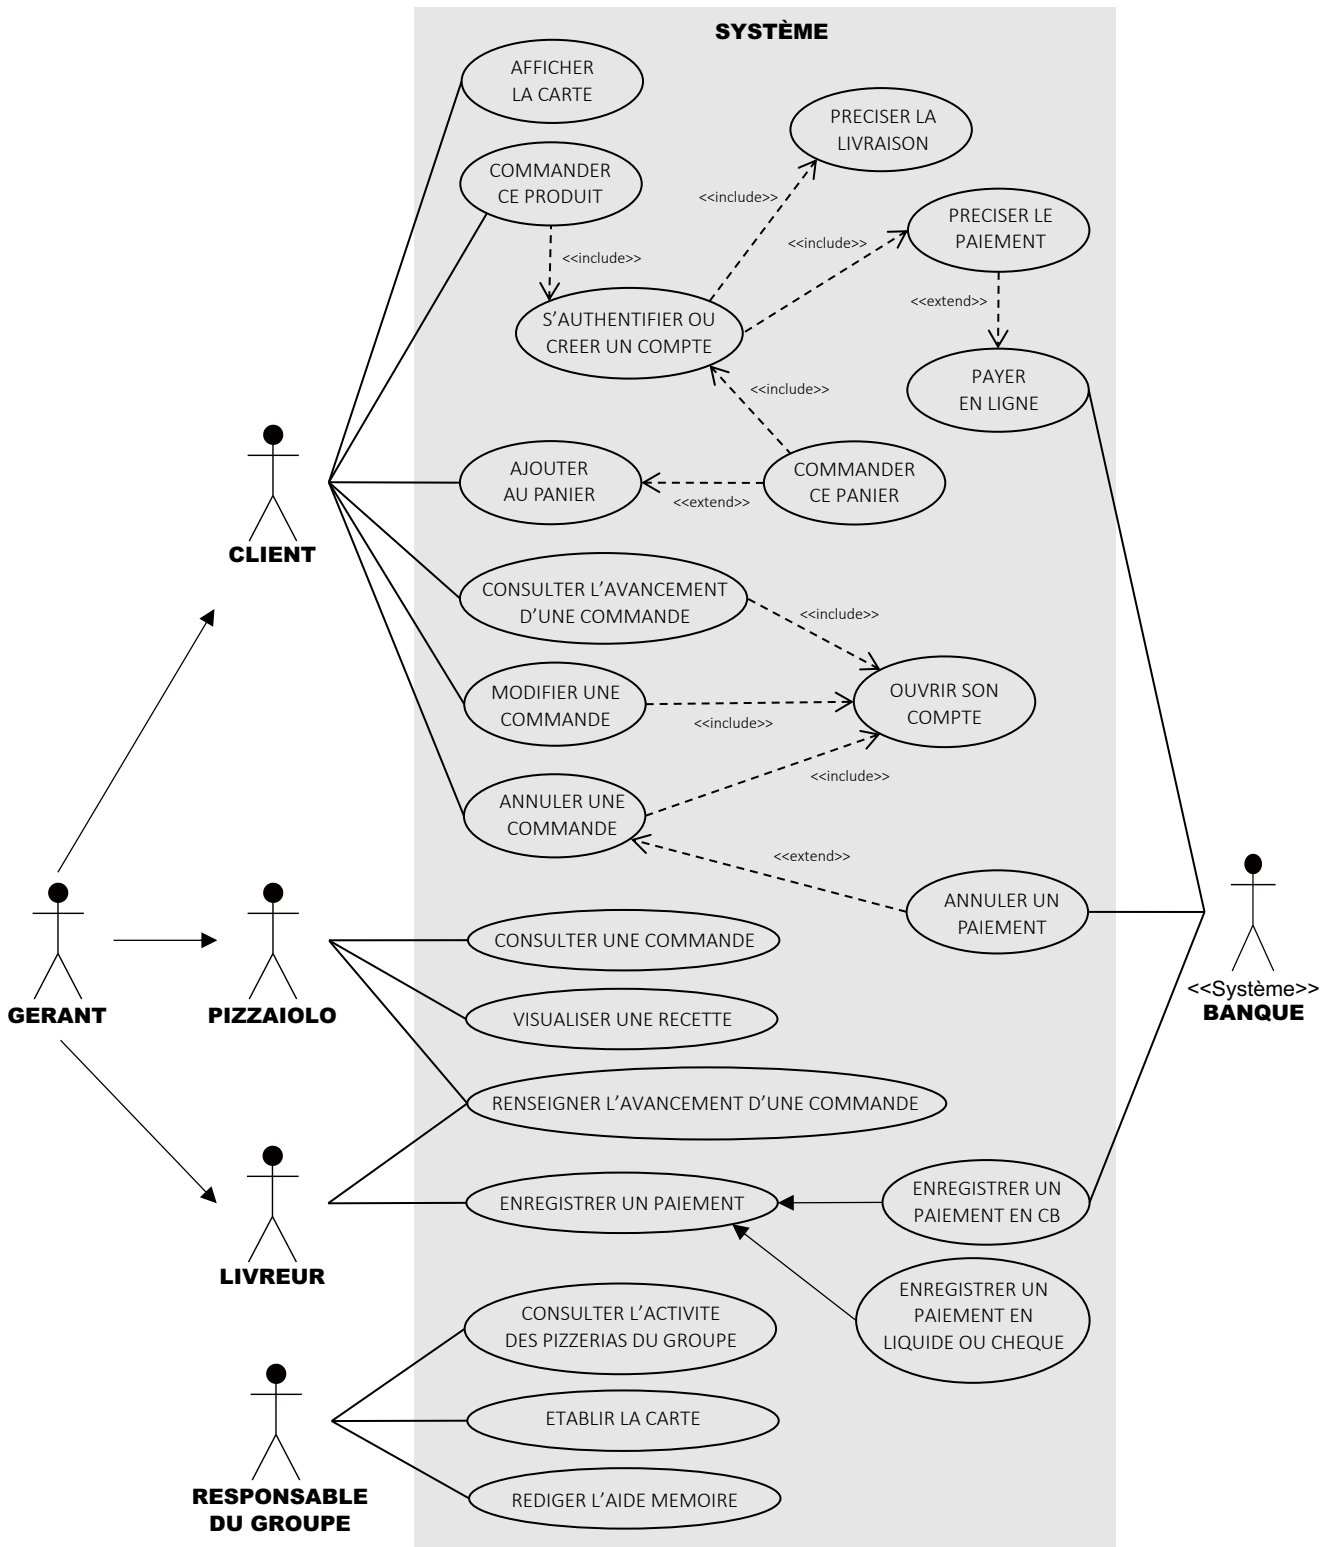 SYSTÈME
AFFICHER
LA CARTE
PRECISER LA
LIVRAISON
COMMANDER
CE PRODUIT
<<include>>
PRECISER LE
PAIEMENT
<<include>>
<<include>>
<<extend>>
S'AUTHENTIFIER OU
CREER UN COMPTE
PAYER
EN LIGNE
<<include>>
CLIENT
AJOUTER
AU PANIER
<<extend>>
COMMANDER
CE PANIER
CONSULTER L'AVANCEMENT
D'UNE COMMANDE
<<include>>
MODIFIER UNE
COMMANDE
<<include>>
OUVRIR SON
COMPTE
<<include>>
ANNULER UNE
COMMANDE
<<extend>>
ANNULER UN
PAIEMENT
GERANT
PIZZAIOLO
CONSULTER UNE COMMANDE
VISUALISER UNE RECETTE
<<Système>>
BANQUE
RENSEIGNER L'AVANCEMENT D'UNE COMMANDE
LIVREUR
ENREGISTRER UN PAIEMENT
ENREGISTRER UN
PAIEMENT EN CB
ENREGISTRER UN
PAIEMENT EN
LIQUIDE OU CHEQUE
CONSULTER L'ACTIVITE
DES PIZZERIAS DU GROUPE
ETABLIR LA CARTE
REDIGER L'AIDE MEMOIRE
RESPONSABLE
DU GROUPE